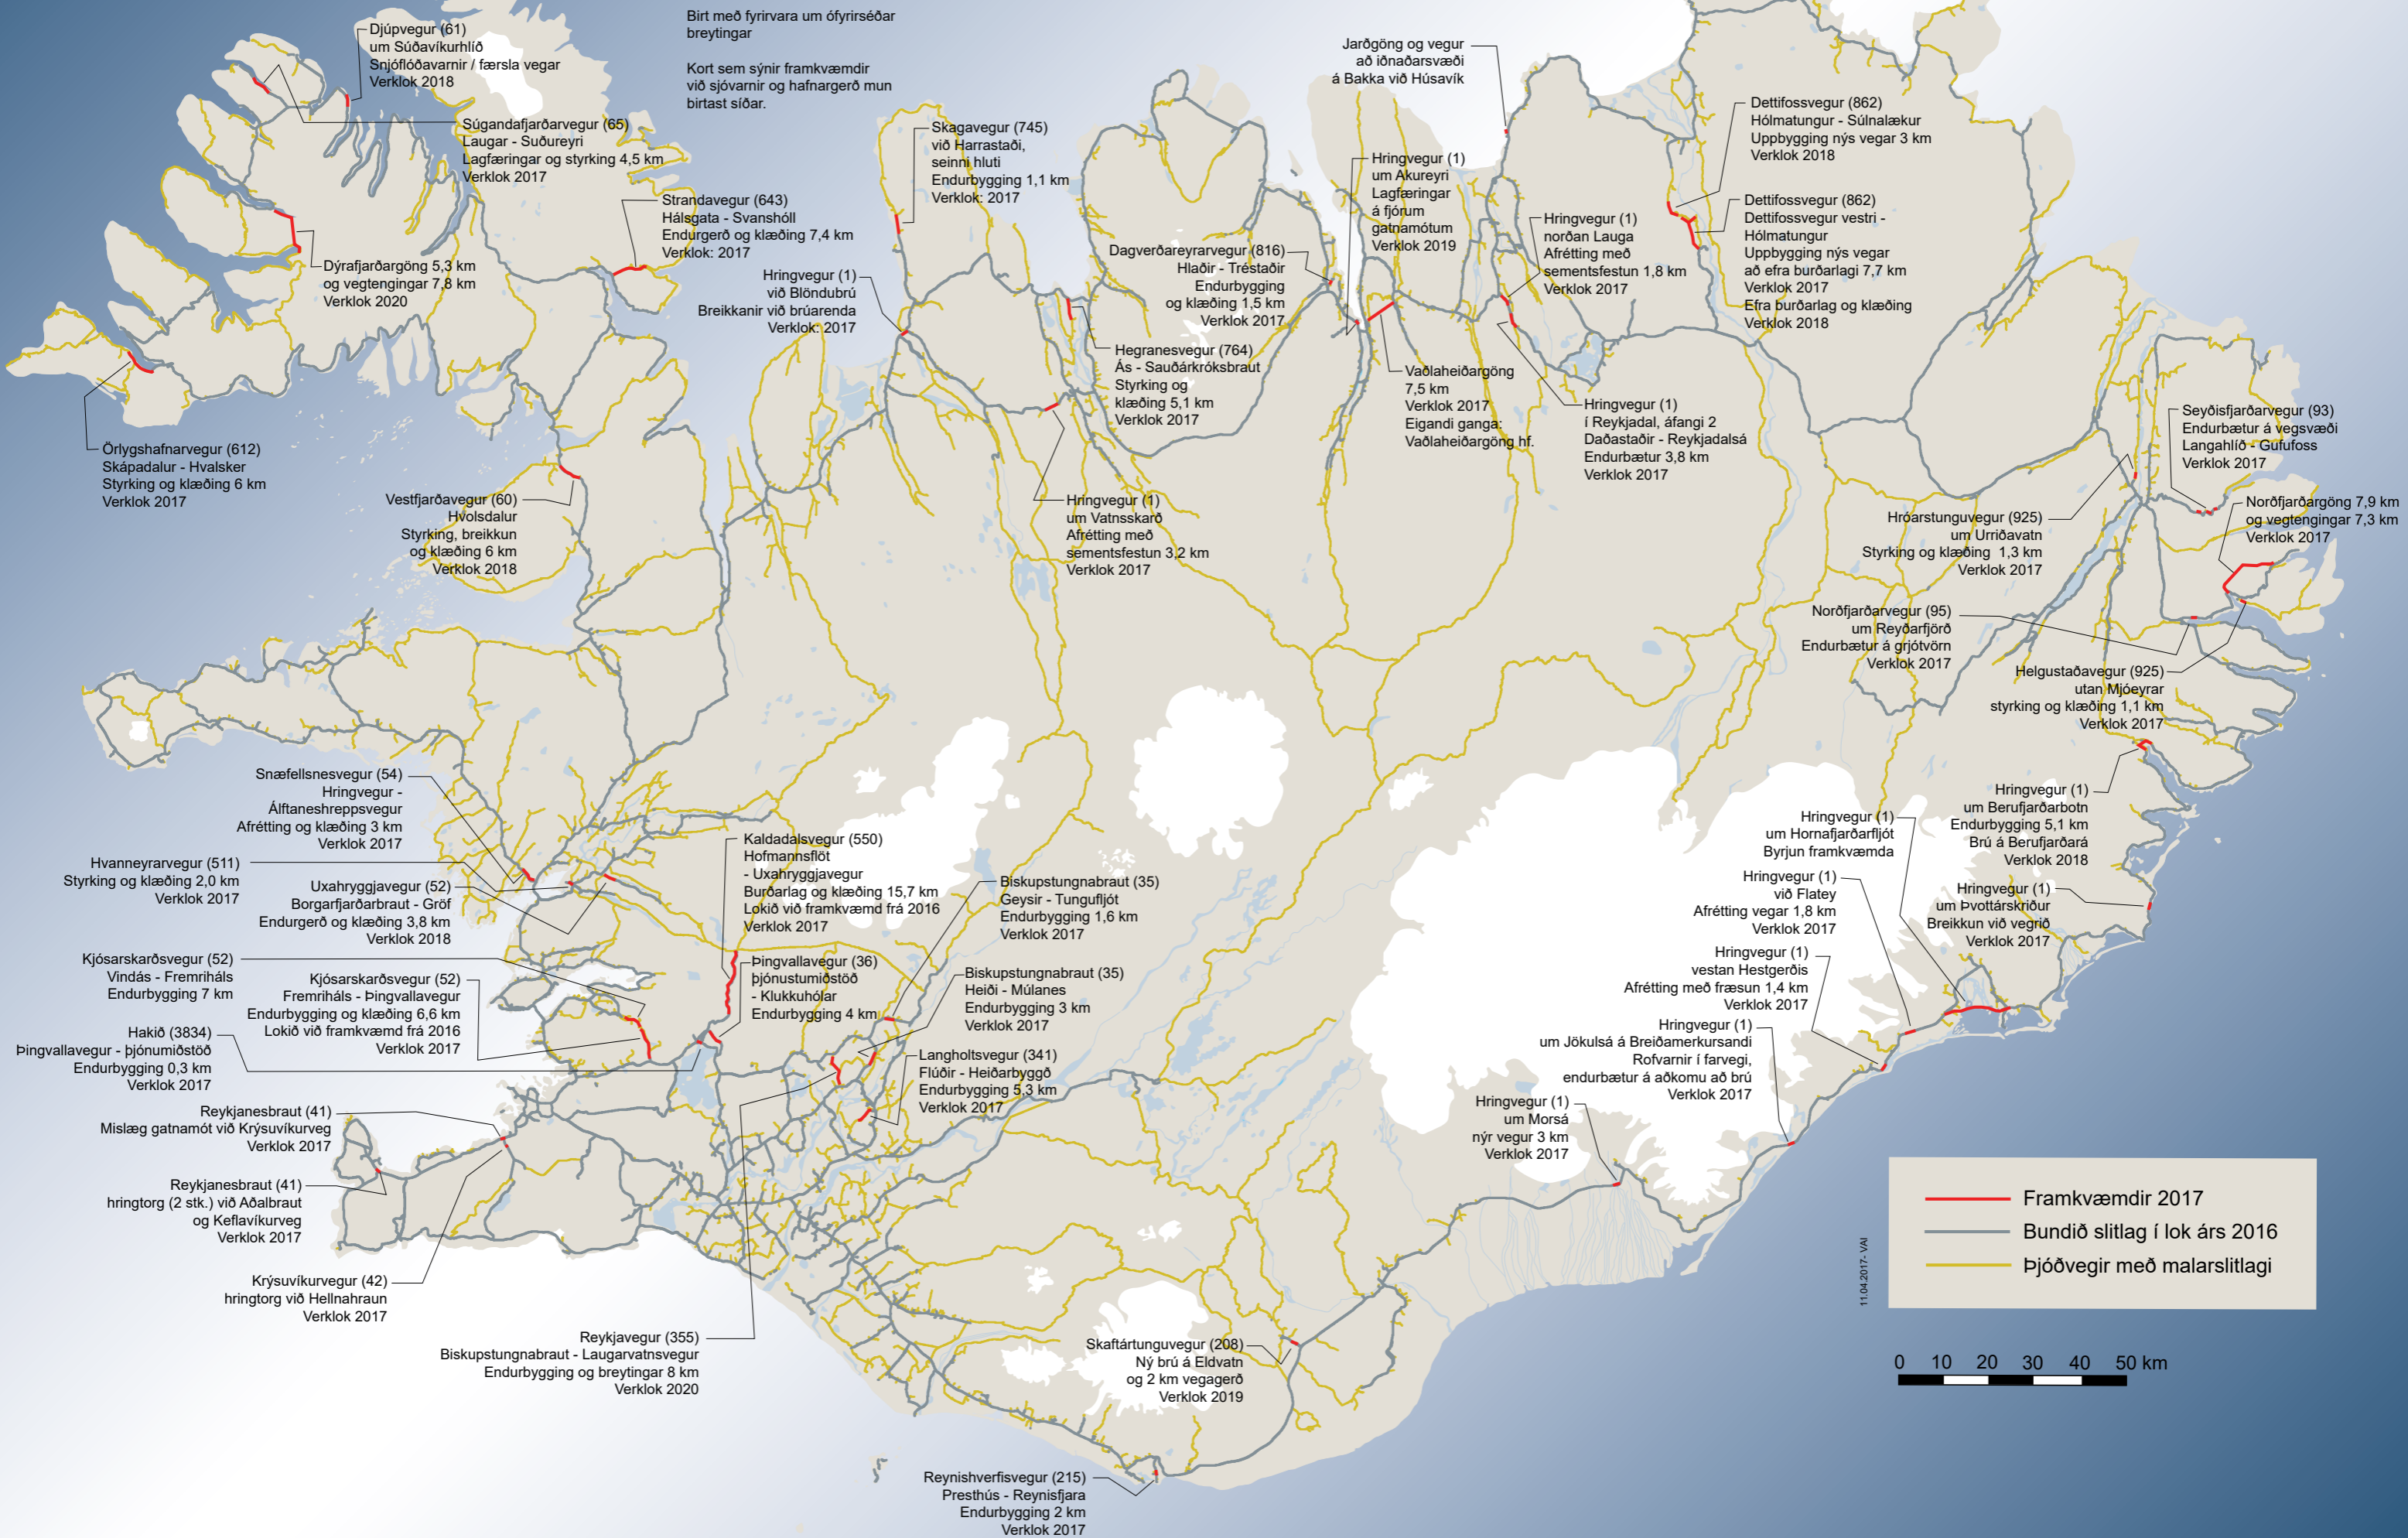 Birt með fyrirvara um ófyrirséðar
breytingar
Kort sem sýnir framkvæmdir
við sjóvarnir og hafnargerð mun
birtast síðar.
Djúpvegur (61)
um Súðavíkurhlíð
Snjóflóðavarnir / færsla vegar
Verklok 2018
Súgandafjarðarvegur (65)
Laugar - Suðureyri
Lagfæringar og styrking 4,5 km
Verklok 2017
Strandavegur (643)
Hálsgata - Svanshóll
Endurgerð og klæðing 7,4 km
Verklok: 2017
Dýrafjarðargöng 5,3 km
og vegtengingar 7,8 km
Verklok 2020
Örlygshafnarvegur (612)
Skápadalur - Hvalsker
Styrking og klæðing 6 km
Verklok 2017
Vestfjarðavegur (60)
Hvolsdalur
Styrking, breikkun
og klæðing 6 km
Verklok 2018
Skagavegur (745)
við Harrastaði,
seinni hluti
Endurbygging 1,1 km
Verklok: 2017
Hringvegur (1)
við Blöndubrú
Breikkanir við brúarenda
Verklok: 2017
Hegranesvegur (764)
Ás - Sauðárkróksbraut
Styrking og
klæðing 5,1 km
Verklok 2017
Hringvegur (1)
um Vatnsskarð
Afrétting með
sementsfestun 3,2 km
Verklok 2017
Dagverðareyrarvegur (816)
Hlaðir - Tréstaðir
Endurbygging
og klæðing 1,5 km
Verklok 2017
Jarðgöng og vegur
að iðnaðarsvæði
á Bakka við Húsavík
Hringvegur (1)
um Akureyri
Lagfæringar
á fjórum
gatnamótum
Verklok 2019
Vaðlaheiðargöng
7,5 km
Verklok 2017
Eigandi ganga:
Vaðlaheiðargöng hf.
Hringvegur (1)
norðan Lauga
Afrétting með
sementsfestun 1,8 km
Verklok 2017
Hringvegur (1)
í Reykjadal, áfangi 2
Daðastaðir - Reykjadalsá
Endurbætur 3,8 km
Verklok 2017
Dettifossvegur (862)
Hólmatungur - Súlnalækur
Uppbygging nýs vegar 3 km
Verklok 2018
Dettifossvegur (862)
Dettifossvegur vestri -
Hólmatungur
Uppbygging nýs vegar
að efra burðarlagi 7,7 km
Verklok 2017
Efra burðarlag og klæðing
Verklok 2018
Seyðisfjarðarvegur (93)
Endurbætur á vegsvæði
Langahlíð - Gufufoss
Verklok 2017
Norðfjarðargöng 7,9 km
og vegtengingar 7,3 km
Verklok 2017
Hróarstunguvegur (925)
um Urriðavatn
Styrking og klæðing 1,3 km
Verklok 2017
Norðfjarðarvegur (95)
um Reyðarfjörð
Endurbætur á grjótvörn
Verklok 2017
Helgustaðavegur (925)
utan Mjóeyrar
styrking og klæðing 1,1 km
Verklok 2017
Hringvegur (1)
um Berufjarðarbotn
Endurbygging 5,1 km
Brú á Berufjarðará
Verklok 2018
Hringvegur (1)
um Þvottárskriður
Breikkun við vegrið
Verklok 2017
Hringvegur (1)
um Hornafjarðarfljót
Byrjun framkvæmda
Hringvegur (1)
við Flatey
Afrétting vegar 1,8 km
Verklok 2017
Hringvegur (1)
vestan Hestgerðis
Afrétting með fræsun 1,4 km
Verklok 2017
Hringvegur (1)
um Jökulsá á Breiðamerkursandi
Rofvarnir í farvegi,
endurbætur á aðkomu að brú
Verklok 2017
Hringvegur (1)
um Morsá
nýr vegur 3 km
Verklok 2017
Snæfellsnesvegur (54)
Hringvegur -
Álftaneshreppsvegur
Afrétting og klæðing 3 km
Verklok 2017
Hvanneyrarvegur (511)
Styrking og klæðing 2,0 km
Verklok 2017
Uxahryggjavegur (52)
Borgarfjarðarbraut - Gröf
Endurgerð og klæðing 3,8 km
Verklok 2018
Kjósarskarðsvegur (52)
Vindás - Fremriháls
Endurbygging 7 km
Kjósarskarðsvegur (52)
Fremriháls - Þingvallavegur
Endurbygging og klæðing 6,6 km
Lokið við framkvæmd frá 2016
Verklok 2017
Hakið (3834)
Þingvallavegur - þjónumiðstöð
Endurbygging 0,3 km
Verklok 2017
Reykjanesbraut (41)
Mislæg gatnamót við Krýsuvíkurveg
Verklok 2017
Reykjanesbraut (41)
hringtorg (2 stk.) við Aðalbraut
og Keflavíkurveg
Verklok 2017
Krýsuvíkurvegur (42)
hringtorg við Hellnahraun
Verklok 2017
Kaldadalsvegur (550)
Hofmannsflöt
- Uxahryggjavegur
Burðarlag og klæðing 15,7 km
Lokið við framkvæmd frá 2016
Verklok 2017
Þingvallavegur (36)
þjónustumiðstöð
- Klukkuhólar
Endurbygging 4 km
Biskupstungnabraut (35)
Geysir - Tungufljót
Endurbygging 1,6 km
Verklok 2017
Biskupstungnabraut (35)
Heiði - Múlanes
Endurbygging 3 km
Verklok 2017
Langholtsvegur (341)
Flúðir - Heiðarbyggð
Endurbygging 5,3 km
Verklok 2017
Reykjavegur (355)
Biskupstungnabraut - Laugarvatnsvegur
Endurbygging og breytingar 8 km
Verklok 2020
Skaftártunguvegur (208)
Ný brú á Eldvatn
og 2 km vegagerð
Verklok 2019
Reynishverfisvegur (215)
Presthús - Reynisfjara
Endurbygging 2 km
Verklok 2017
11.04.2017- VAI
Framkvæmdir 2017
Bundið slitlag í lok árs 2016
Þjóðvegir með malarslitlagi
0 10 20 30 40 50 km